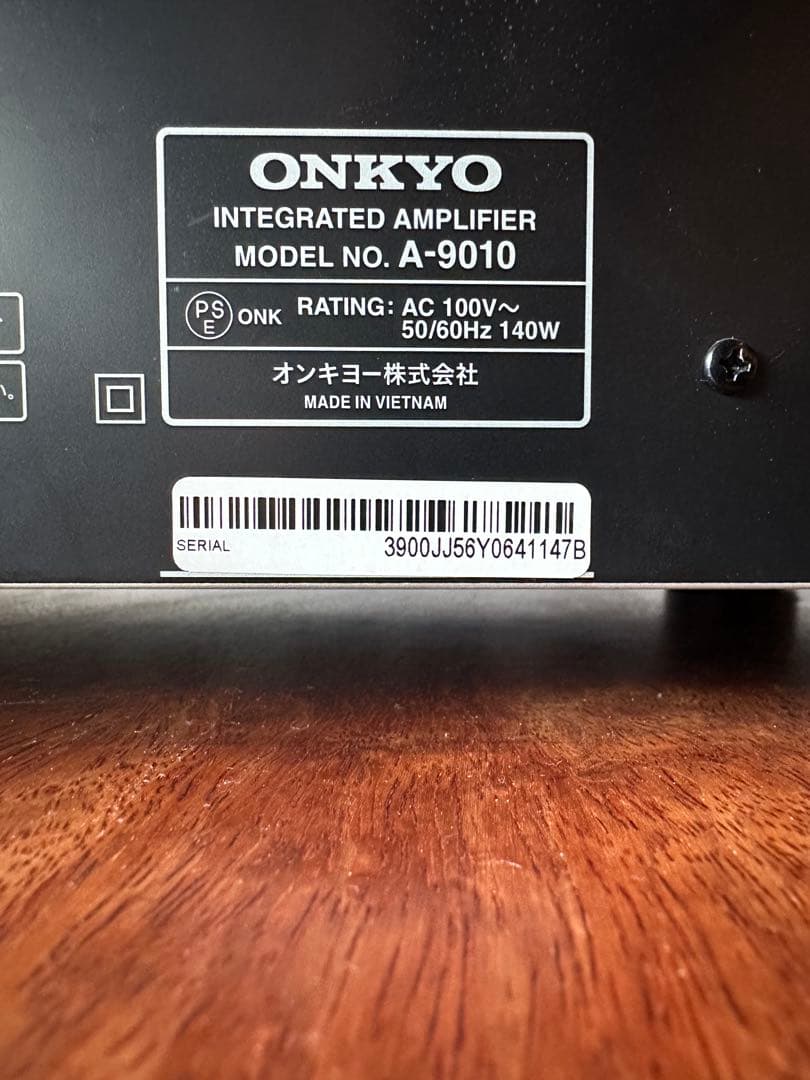 ONKYO
INTEGRATED AMPLIFIER
MODEL NO. A-9010
PS
E
ONK
RATING: AC 100V～
50/60Hz 140W
オンキヨー株式会社
MADE IN VIETNAM
い。
SERIAL
3900JJ56Y0641147B